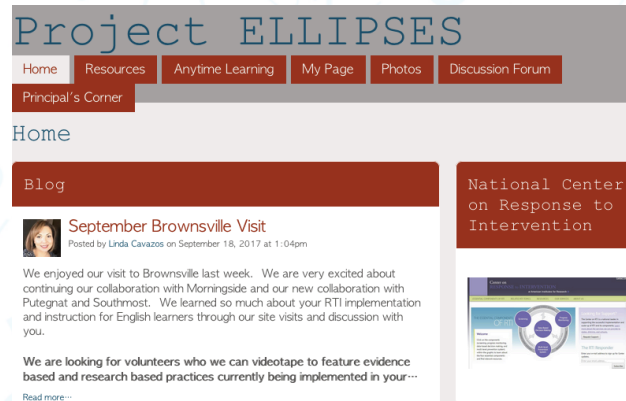 Project ELLIPSES
Home Resources Anytime Learning My Page Photos Discussion Forum
Principal's Corner
Home
Blog
September Brownsville Visit
Posted by Linda Cavazos on September 18, 2017 at 1:04pm
We enjoyed our visit to Brownsville last week. We are very excited about
continuing our collaboration with Morningside and our new collaboration with
Putegnat and Southmost. We learned so much about your RTI implementation
and instruction for English learners through our site visits and discussion with
you.
We are looking for volunteers who we can videotape to feature evidence
based and research based practices currently being implemented in your…
Read more…
National Center
on Response to
Intervention